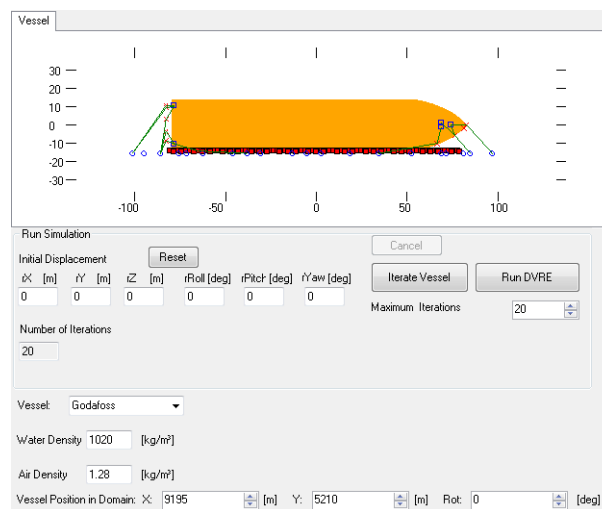 Vessel
30
20
10
0
-10
-20
-30
-100 -50 0 50 100
Run Simulation
Cancel
Initial Displacement Reset
rX [m] rY [m] rZ [m] rRoll [deg] rPitch [deg] rYaw [deg]
Iterate Vessel Run DVRE
0 0 0 0 0 0
Maximum Iterations 20
Number of Iterations
20
Vessel: Godafoss
Water Density 1020 [kg/m³]
Air Density 1.28 [kg/m³]
Vessel Position in Domain: X: 9195 [m] Y: 5210 [m] Rot: 0 [deg]